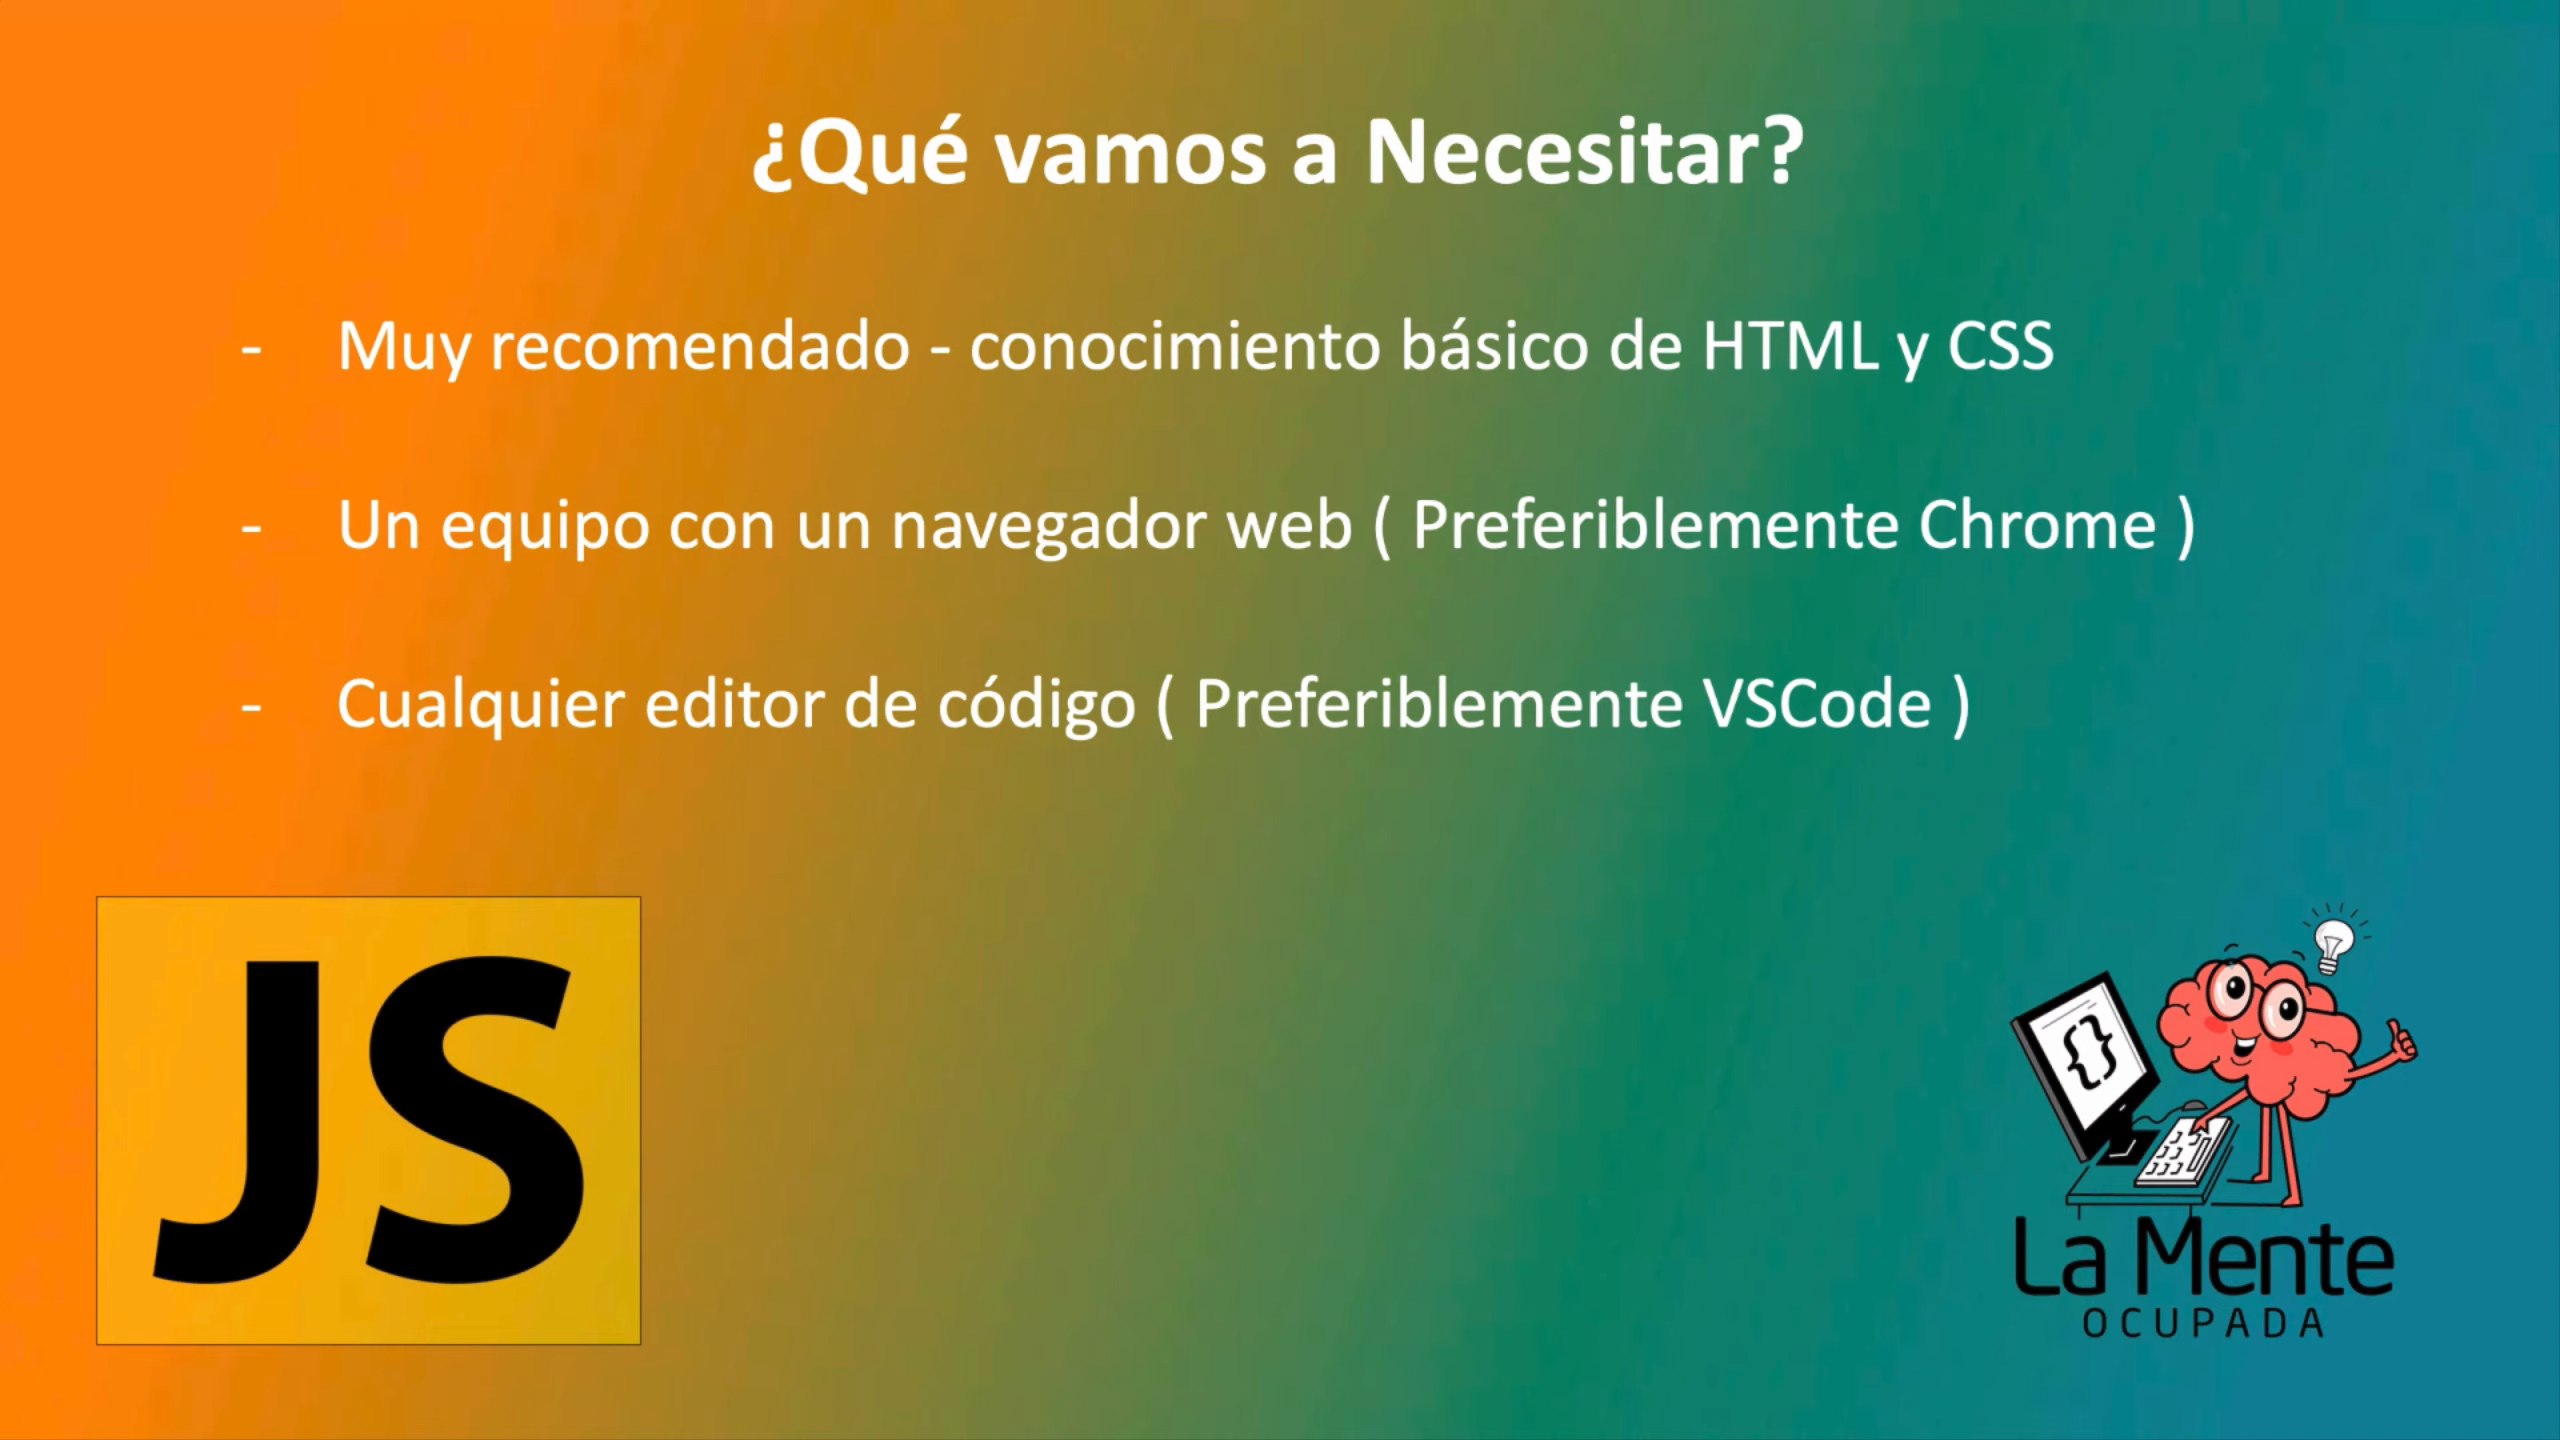 ¿Qué vamos a Necesitar?
- Muy recomendado - conocimiento básico de HTML y CSS
- Un equipo con un navegador web ( Preferiblemente Chrome )
- Cualquier editor de código ( Preferiblemente VSCode )
JS
{}
La Mente
OCUPADA